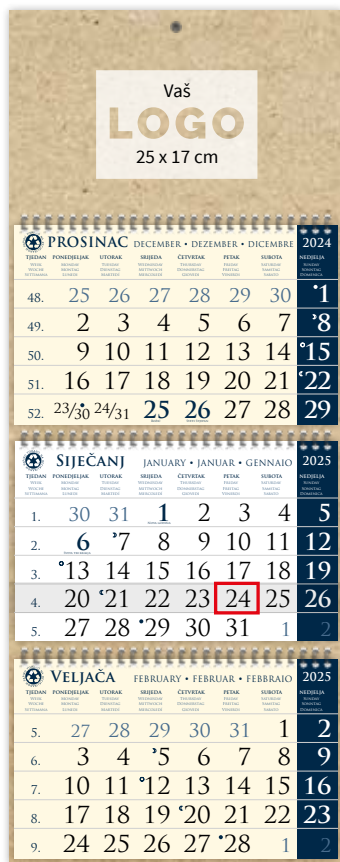 Vaš
LOGO
25 x 17 cm
PROSINAC DECEMBER • DEZEMBER • DICEMBRE 2024
TJEDAN PONEDJELJAK UTORAK SRIJEDA ČETVRTAK PETAK SUBOTA NEDJELJA
48. 25 26 27 28 29 30 1
49. 2 3 4 5 6 7 8
50. 9 10 11 12 13 14 15
51. 16 17 18 19 20 21 22
52. 23/30 24/31 25 26 27 28 29
SIJEČANJ JANUARY • JANUAR • GENNAIO 2025
TJEDAN PONEDJELJAK UTORAK SRIJEDA ČETVRTAK PETAK SUBOTA NEDJELJA
1. 30 31 1 2 3 4 5
2. 6 7 8 9 10 11 12
3. 13 14 15 16 17 18 19
4. 20 21 22 23 24 25 26
5. 27 28 29 30 31 1 2
VELJAČA FEBRUARY • FEBRUAR • FEBBRAIO 2025
TJEDAN PONEDJELJAK UTORAK SRIJEDA ČETVRTAK PETAK SUBOTA NEDJELJA
5. 27 28 29 30 31 1 2
6. 3 4 5 6 7 8 9
7. 10 11 12 13 14 15 16
8. 17 18 19 20 21 22 23
9. 24 25 26 27 28 1 2